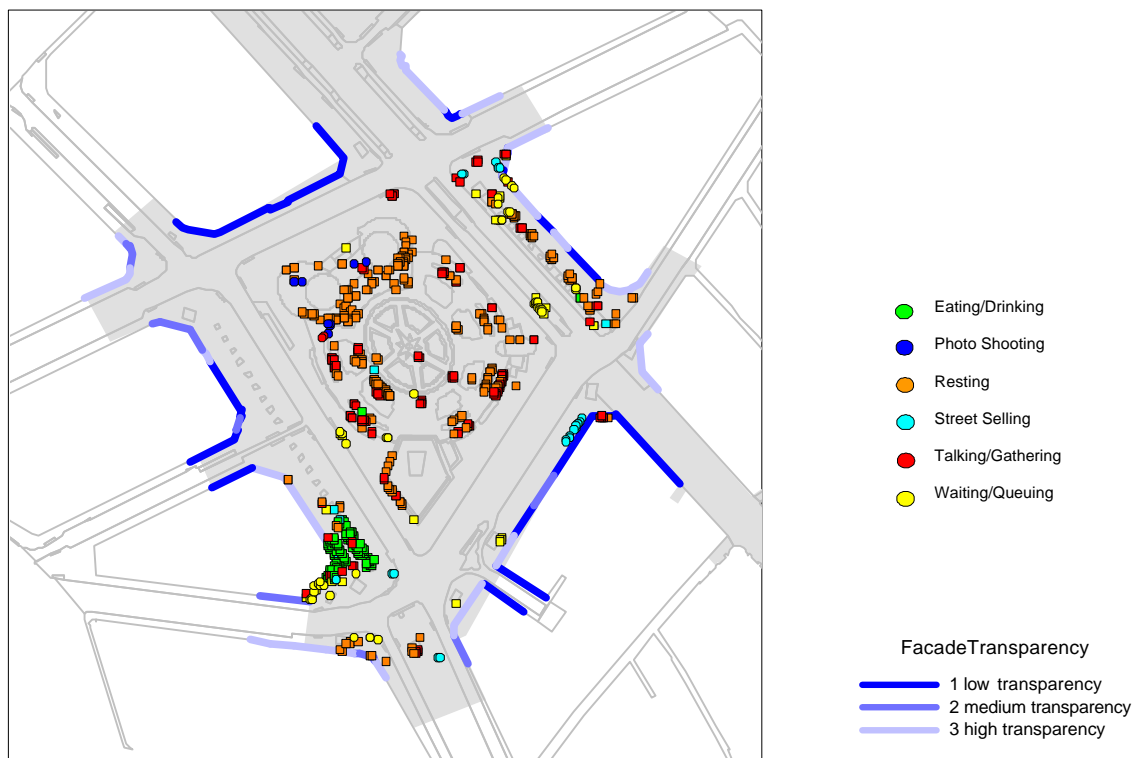 Eating/Drinking
Photo Shooting
Resting
Street Selling
Talking/Gathering
Waiting/Queuing
FacadeTransparency
1 low transparency
2 medium transparency
3 high transparency